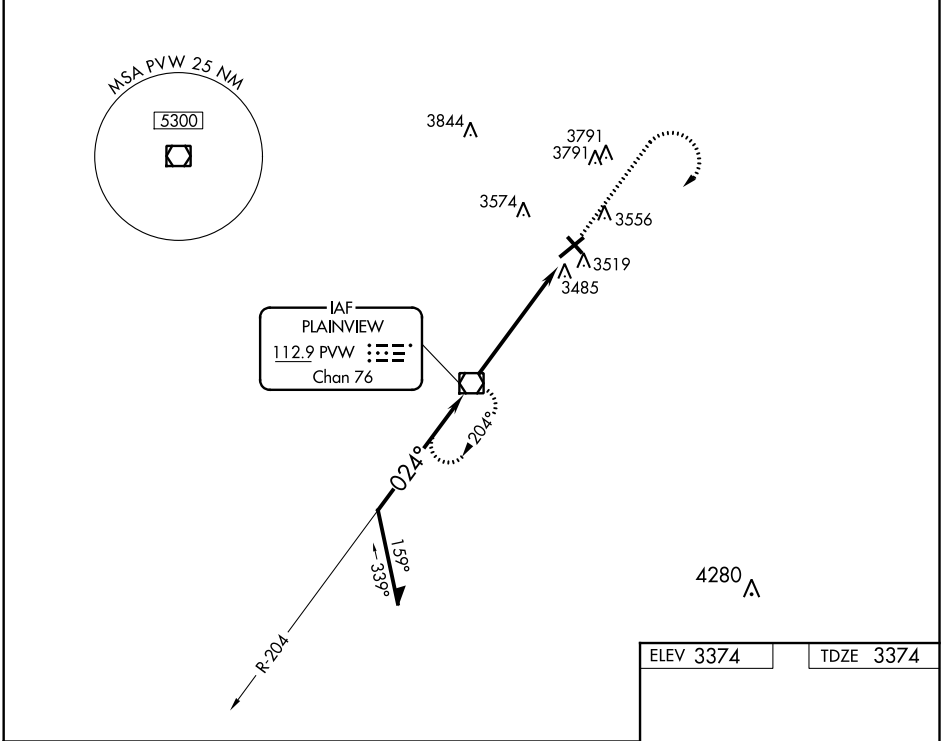 MSA PVW 25 NM
5300
3844
3791
3791
3574
3556
3519
3485
IAF
PLAINVIEW
112.9 PVW
Chan 76
204°
024°
159°
339°
R-204
4280
ELEV 3374
TDZE 3374